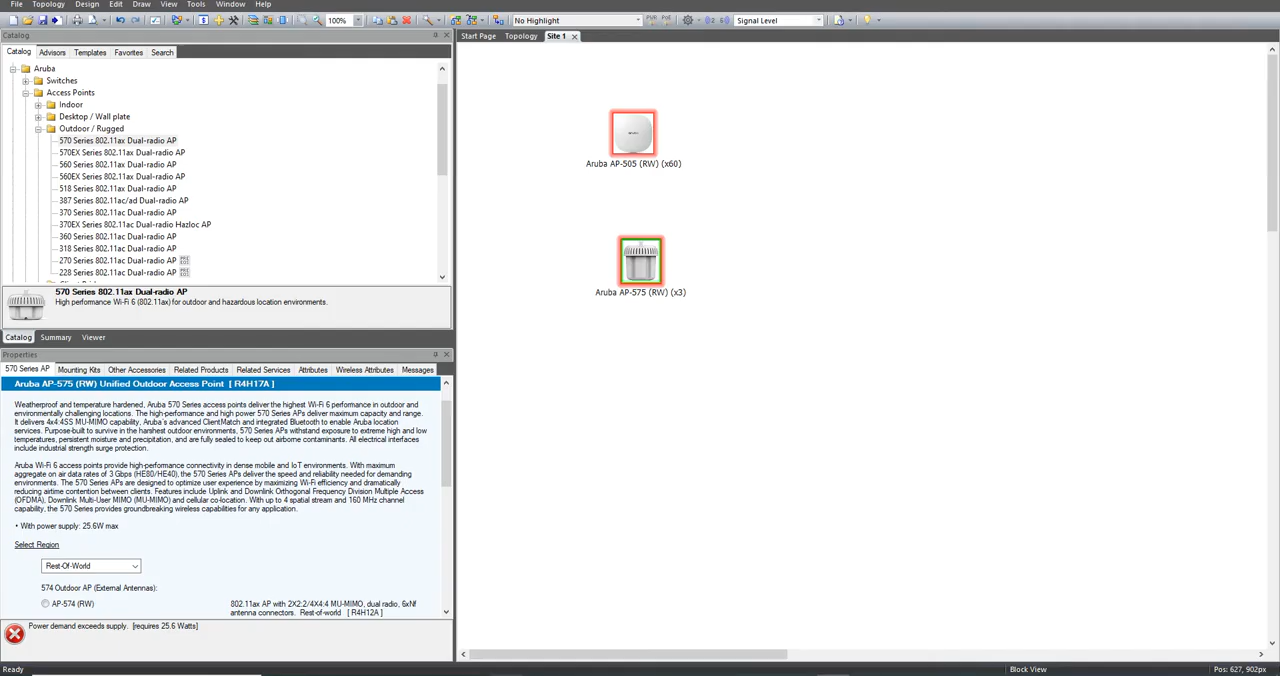 File Topology Design Edit Draw View Tools Window Help
100% No Highlight Signal Level
Catalog
Catalog Advisors Templates Favorites Search
Aruba
Switches
Access Points
Indoor
Desktop / Wall plate
Outdoor / Rugged
570 Series 802.11ax Dual-radio AP
570EX Series 802.11ax Dual-radio AP
560 Series 802.11ax Dual-radio AP
560EX Series 802.11ax Dual-radio AP
518 Series 802.11ax Dual-radio AP
387 Series 802.11ac/ad Dual-radio AP
370 Series 802.11ac Dual-radio AP
370EX Series 802.11ac Dual-radio Hazloc AP
360 Series 802.11ac Dual-radio AP
318 Series 802.11ac Dual-radio AP
270 Series 802.11ac Dual-radio AP
228 Series 802.11ac Dual-radio AP
570 Series 802.11ax Dual-radio AP
High performance Wi-Fi 6 (802.11ax) for outdoor and hazardous location environments.
Catalog Summary Viewer
Properties
570 Series AP Mounting Kits Other Accessories Related Products Related Services Attributes Wireless Attributes Messages
Aruba AP-575 (RW) Unified Outdoor Access Point [ R4H17A ]
Weatherproof and temperature hardened, Aruba 570 Series access points deliver the highest Wi-Fi 6 performance in outdoor and
environmentally challenging locations. The high-performance and high power 570 Series APs deliver maximum capacity and range.
It delivers 4x4:4SS MU-MIMO capability, Aruba's advanced ClientMatch and integrated Bluetooth to enable Aruba location
services. Purpose-built to survive in the harshest outdoor environments, 570 Series APs withstand exposure to extreme high and low
temperatures, persistent moisture and precipitation, and are fully sealed to keep out airborne contaminants. All electrical interfaces
include industrial strength surge protection.
Aruba Wi-Fi 6 access points provide high-performance connectivity in dense mobile and IoT environments. With maximum
aggregate on air data rates of 3 Gbps (HE80/HE40), the 570 Series APs deliver the speed and reliability needed for demanding
environments. The 570 Series APs are designed to optimize user experience by maximizing Wi-Fi efficiency and dramatically
reducing airtime contention between clients. Features include Uplink and Downlink Orthogonal Frequency Division Multiple Access
(OFDMA), Downlink Multi-User MIMO (MU-MIMO) and cellular co-location. With up to 4 spatial stream and 160 MHz channel
capability, the 570 Series provides groundbreaking wireless capabilities for any application.
• With power supply: 25.6W max
Select Region
Rest-Of-World
574 Outdoor AP (External Antennas):
AP-574 (RW) 802.11ax AP with 2X2:2/4X4:4 MU-MIMO, dual radio, 6xNf
antenna connectors. Rest-of-world [ R4H12A ]
Power demand exceeds supply. [requires 25.6 Watts]
Ready
Start Page Topology Site 1
Aruba AP-505 (RW) (x60)
Aruba AP-575 (RW) (x3)
Block View
Pos: 627, 902px